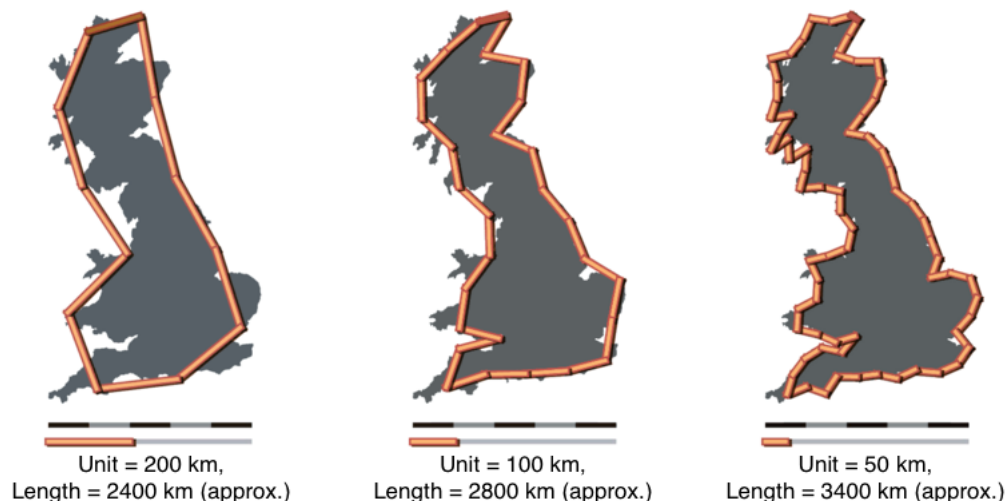 Unit = 200 km,
Length = 2400 km (approx.)
Unit = 100 km,
Length = 2800 km (approx.)
Unit = 50 km,
Length = 3400 km (approx.)